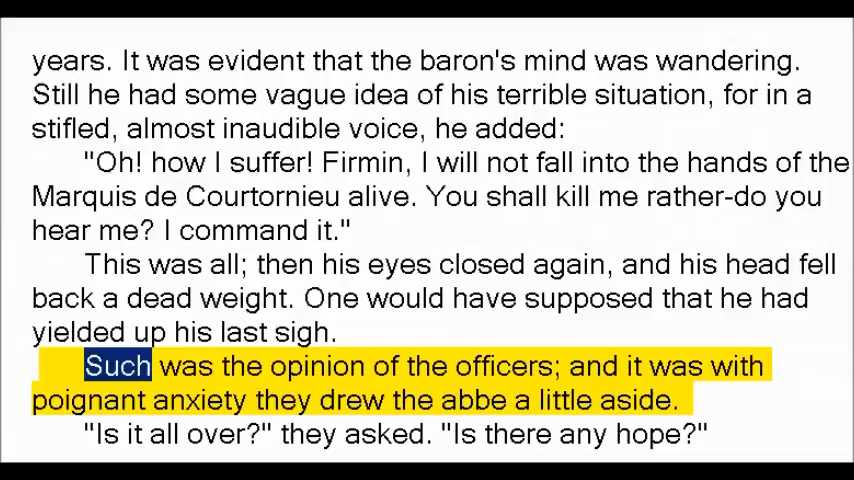 years. It was evident that the baron's mind was wandering.
Still he had some vague idea of his terrible situation, for in a
stifled, almost inaudible voice, he added:
"Oh! how I suffer! Firmin, I will not fall into the hands of the
Marquis de Courtornieu alive. You shall kill me rather-do you
hear me? I command it."
This was all; then his eyes closed again, and his head fell
back a dead weight. One would have supposed that he had
yielded up his last sigh.
Such was the opinion of the officers; and it was with
poignant anxiety they drew the abbe a little aside.
"Is it all over?" they asked. "Is there any hope?"